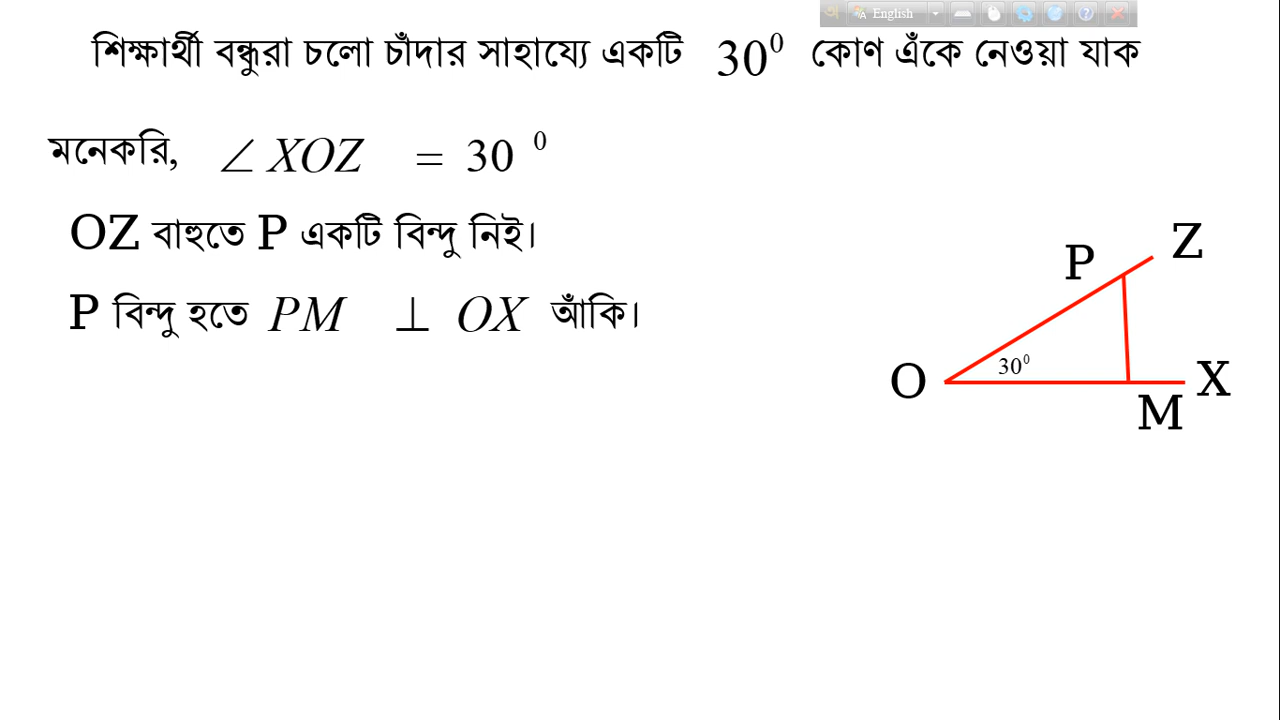 English
শিক্ষার্থী বন্ধুরা চলো চাঁদার সাহায্যে একটি 30⁰ কোণ এঁকে নেওয়া যাক
মনেকরি, ∠XOZ = 30⁰
OZ বাহুতে P একটি বিন্দু নিই।
P বিন্দু হতে PM ⊥ OX আঁকি।
Z
P
30⁰
O
X
M